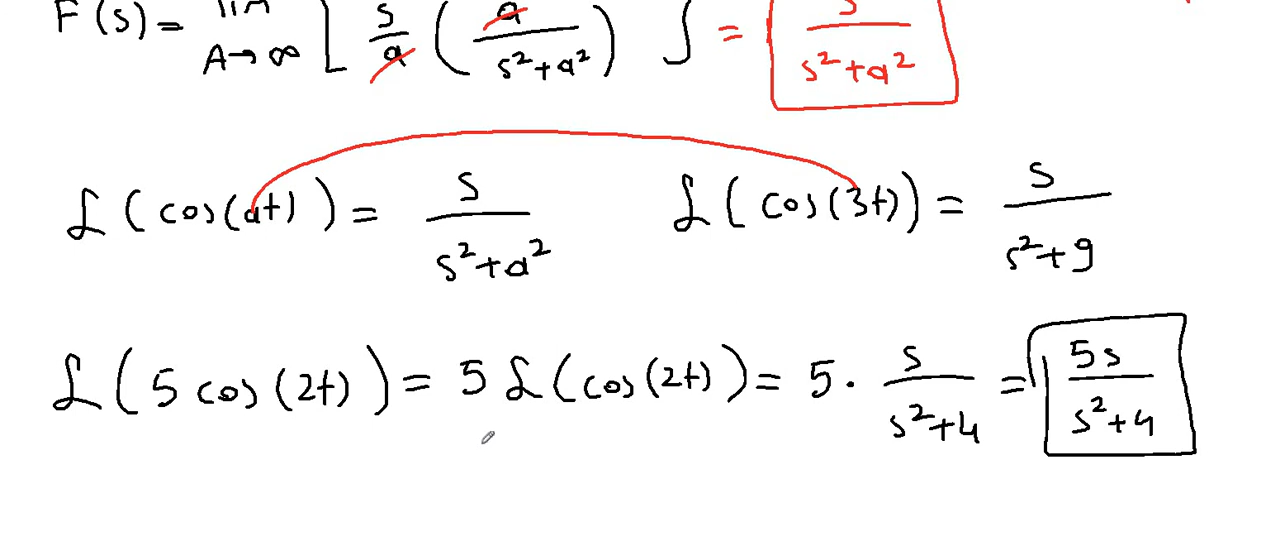 F(s) = lim A→∞ [ s/a ( a/(s²+a²) ) ] = s/(s²+a²)
ℒ(cos(at)) = s/(s²+a²) ℒ(cos(3t)) = s/(s²+9)
ℒ(5 cos(2t)) = 5 ℒ(cos(2t)) = 5 · s/(s²+4) = 5s/(s²+4)